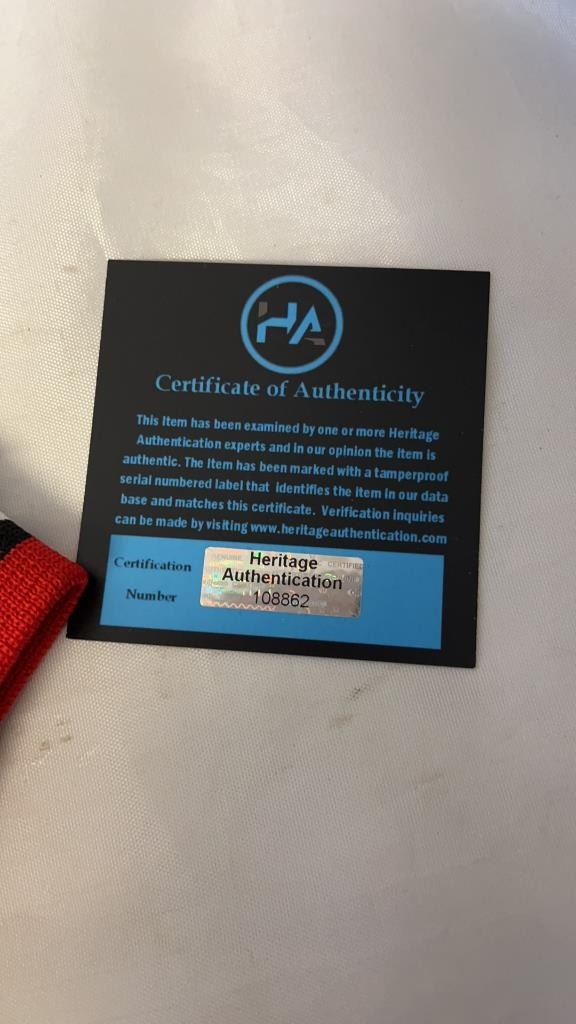 HA
Certificate of Authenticity
This Item has been examined by one or more Heritage
Authentication experts and in our opinion the item is
authentic. The Item has been marked with a tamperproof
serial numbered label that identifies the item in our data
base and matches this certificate. Verification inquiries
can be made by visiting www.heritageauthentication.com
Certification
Number
GENUINE
CERTIFIED
Heritage
Authentication
108862